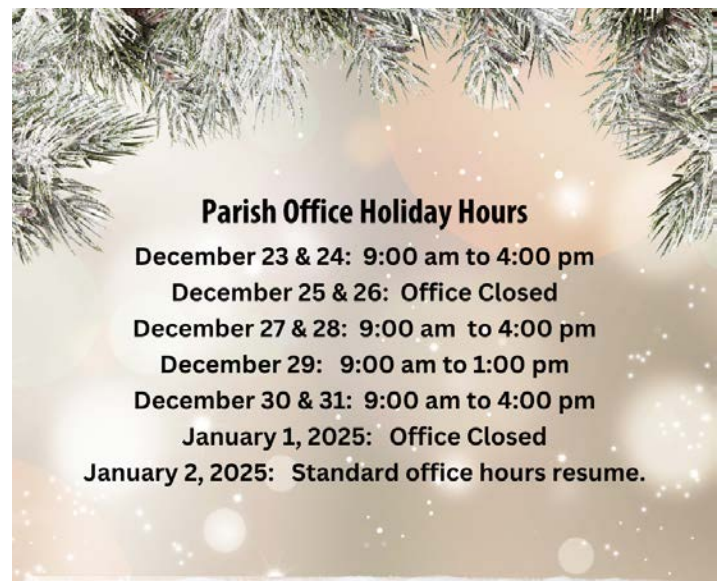 Parish Office Holiday Hours
December 23 & 24: 9:00 am to 4:00 pm
December 25 & 26: Office Closed
December 27 & 28: 9:00 am to 4:00 pm
December 29: 9:00 am to 1:00 pm
December 30 & 31: 9:00 am to 4:00 pm
January 1, 2025: Office Closed
January 2, 2025: Standard office hours resume.